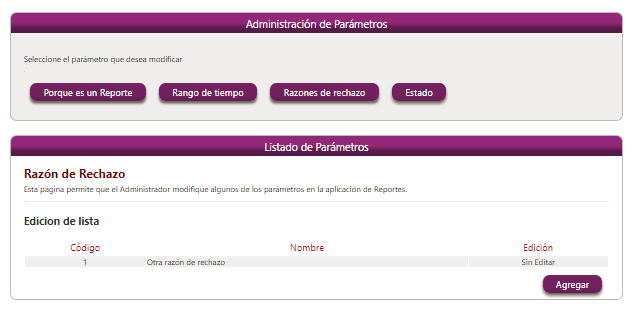 Administración de Parámetros
Seleccione el parámetro que desea modificar
Porque es un Reporte Rango de tiempo Razones de rechazo Estado
Listado de Parámetros
Razón de Rechazo
Esta página permite que el Administrador modifique algunos de los parámetros en la aplicación de Reportes.
Edicion de lista
Código Nombre Edición
1 Otra razón de rechazo Sin Editar
Agregar